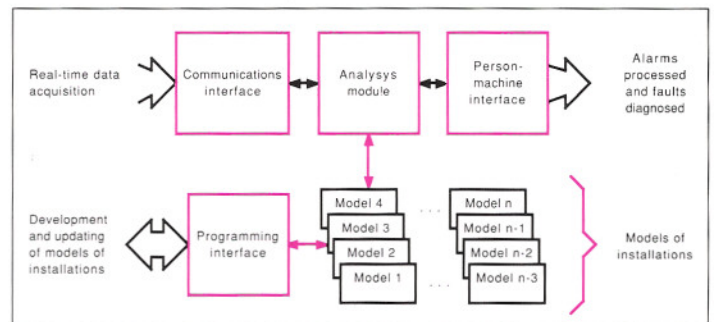 Real-time data
acquisition
Communications
interface
Analysys
module
Person-
machine
interface
Alarms
processed
and faults
diagnosed
Development
and updating
of models of
installations
Programming
interface
Model 4
Model 3
Model 2
Model 1
. . .
. . .
Model n
Model n-1
Model n-2
Model n-3
Models of
installations